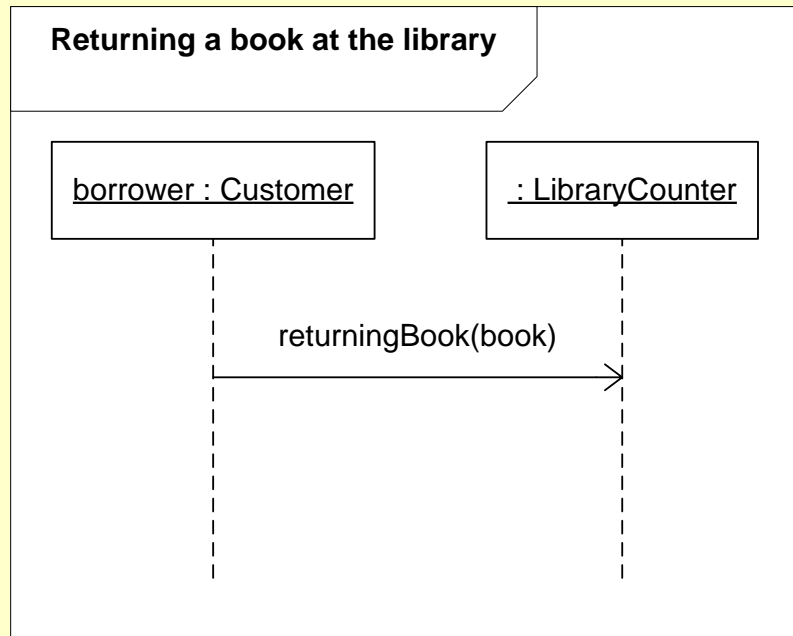 Returning a book at the library
borrower : Customer
: LibraryCounter
returningBook(book)